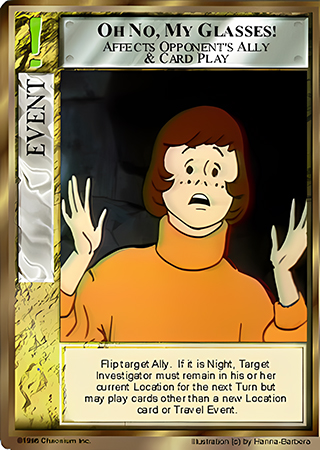 OH NO, MY GLASSES!
AFFECTS OPPONENT'S ALLY
& CARD PLAY
EVENT
Flip target Ally. If it is Night, Target
Investigator must remain in his or her
current Location for the next Turn but
may play cards other than a new Location
card or Travel Event.
©1996 Chaosium Inc.
Illustration (c) by Hanna-Barbera